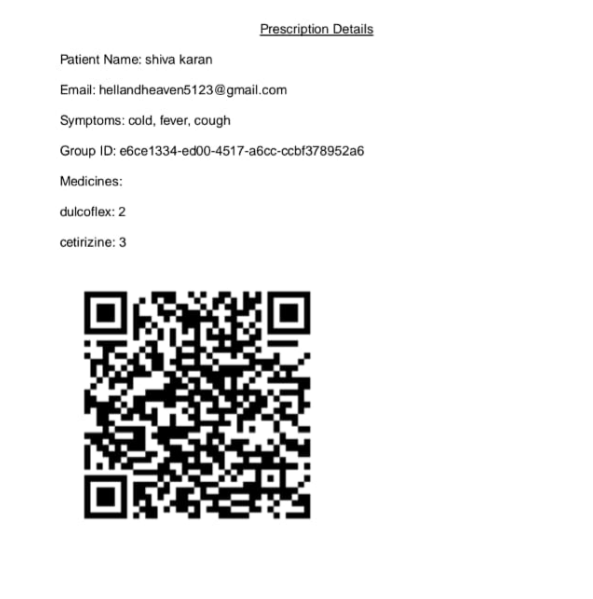 Prescription Details
Patient Name: shiva karan
Email: hellandheaven5123@gmail.com
Symptoms: cold, fever, cough
Group ID: e6ce1334-ed00-4517-a6cc-ccbf378952a6
Medicines:
dulcoflex: 2
cetirizine: 3